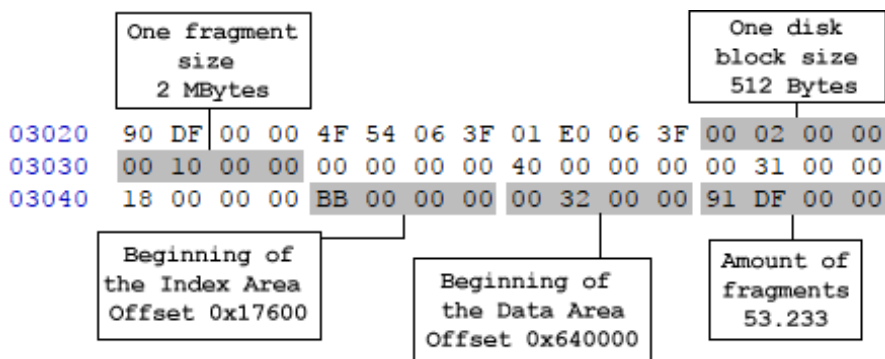 One fragment
size
2 MBytes
One disk
block size
512 Bytes
03020 90 DF 00 00 4F 54 06 3F 01 E0 06 3F 00 02 00 00
03030 00 10 00 00 00 00 00 00 40 00 00 00 00 31 00 00
03040 18 00 00 00 BB 00 00 00 00 32 00 00 91 DF 00 00
Beginning of
the Index Area
Offset 0x17600
Beginning of
the Data Area
Offset 0x640000
Amount of
fragments
53.233